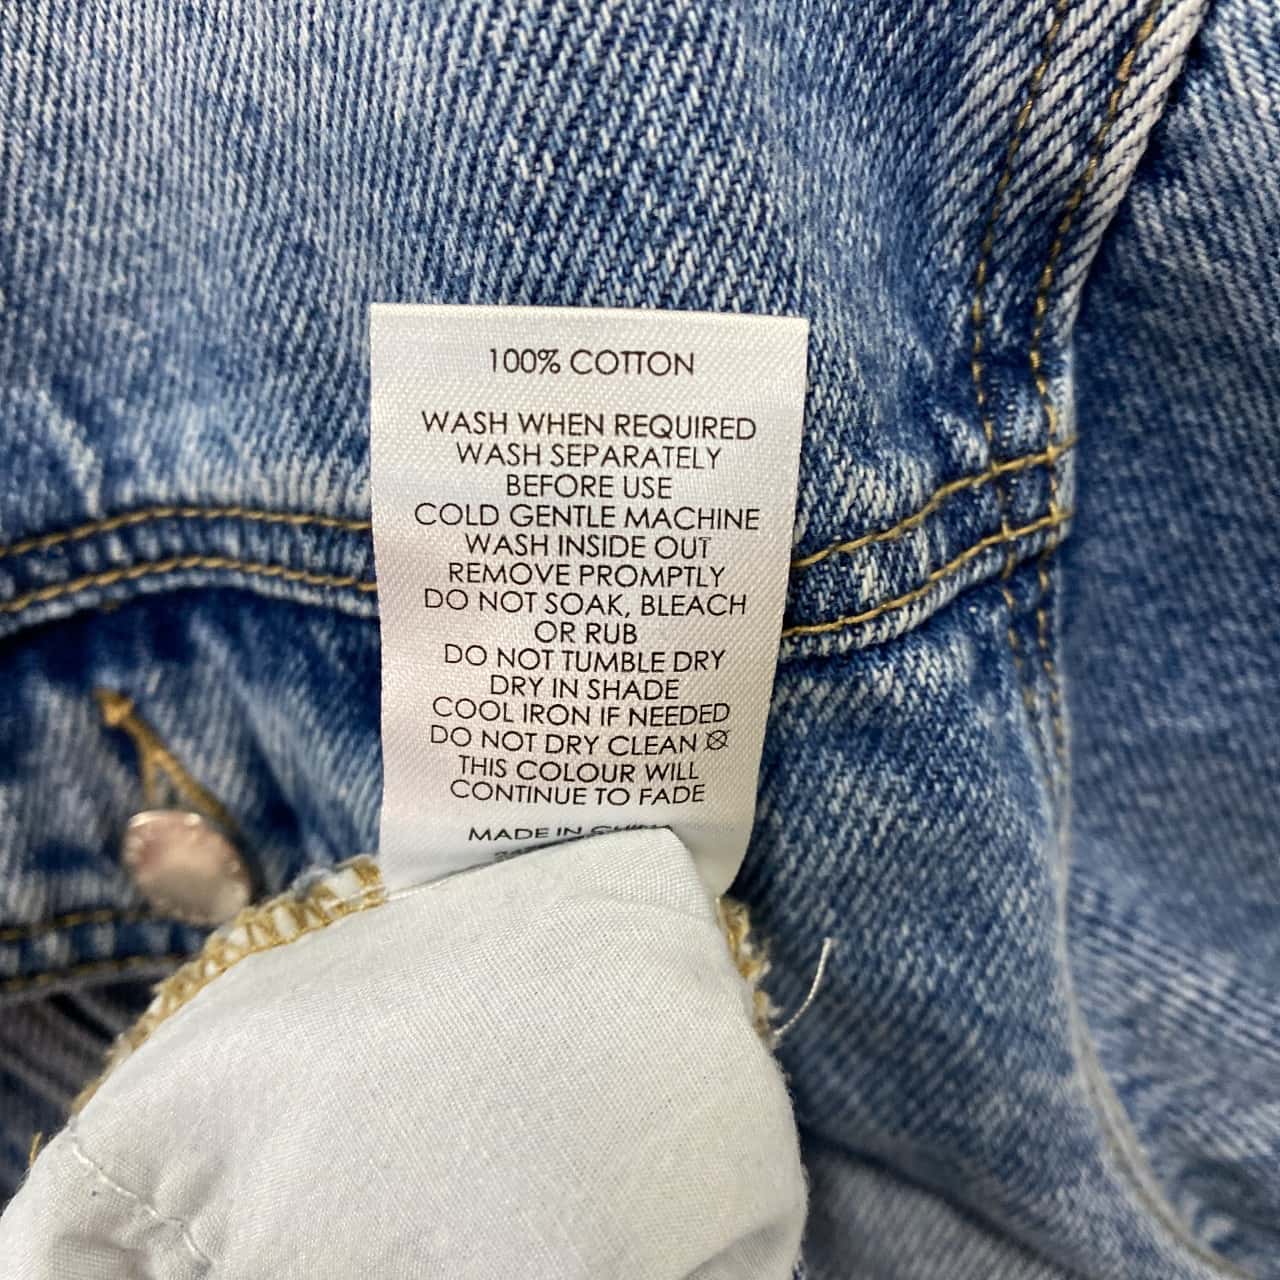 100% COTTON
WASH WHEN REQUIRED
WASH SEPARATELY
BEFORE USE
COLD GENTLE MACHINE
WASH INSIDE OUT
REMOVE PROMPTLY
DO NOT SOAK, BLEACH
OR RUB
DO NOT TUMBLE DRY
DRY IN SHADE
COOL IRON IF NEEDED
DO NOT DRY CLEAN
THIS COLOUR WILL
CONTINUE TO FADE
MADE IN CHINA